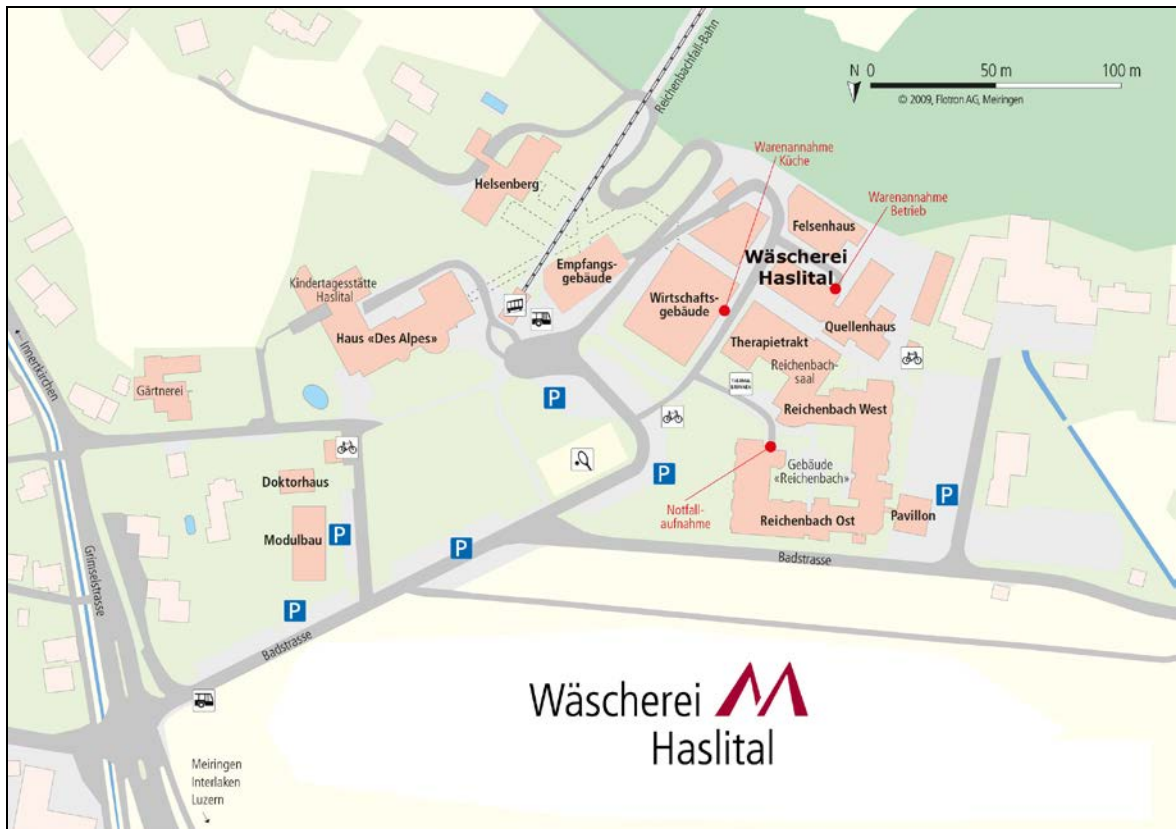 Reichenbachfall-Bahn
N 0 50 m 100 m
© 2009, Flotron AG, Meiringen
Warenannahme
Küche
Warenannahme
Betrieb
Helsenberg
Felsenhaus
Empfangs-
gebäude
Wäscherei
Haslital
Kindertagesstätte
Haslital
Wirtschafts-
gebäude
Haus «Des Alpes»
Quellenhaus
Therapietrakt
Reichenbach-
saal
Innertkirchen
Gärtnerei
P
Reichenbach West
Doktorhaus
P
Gebäude
«Reichenbach»
Notfall-
aufnahme
P
Pavillon
Reichenbach Ost
Modulbau
P
P
Badstrasse
Grimselstrasse
P
Badstrasse
Wäscherei
Haslital
Meiringen
Interlaken
Luzern